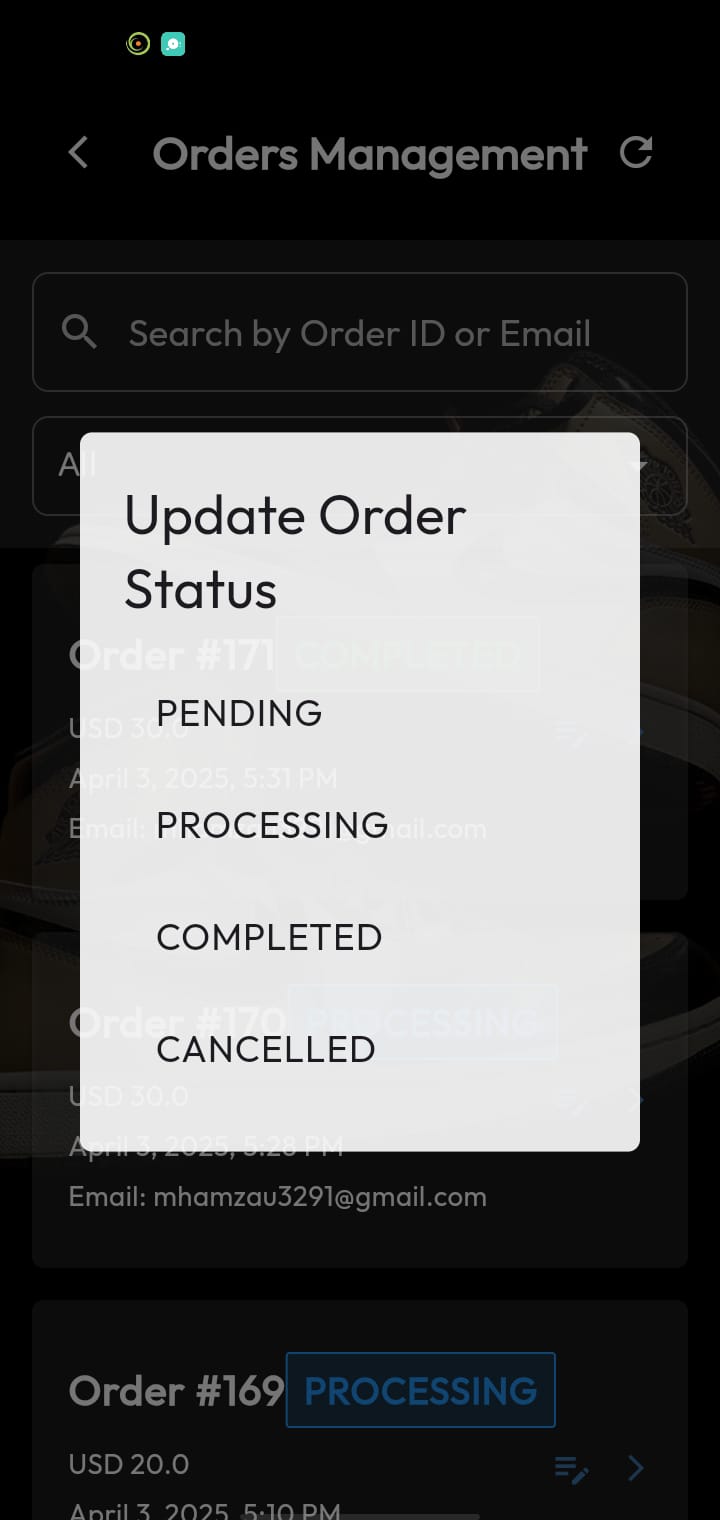 Orders Management
Search by Order ID or Email
All
Update Order
Status
Order #171 COMPLETED
PENDING
USD 30.0
April 3, 2025, 5:31 PM
PROCESSING
Email: @gmail.com
COMPLETED
Order #170 PROCESSING
CANCELLED
USD 30.0
April 3, 2025, 5:28 PM
Email: mhamzau3291@gmail.com
Order #169 PROCESSING
USD 20.0
April 3, 2025, 5:10 PM